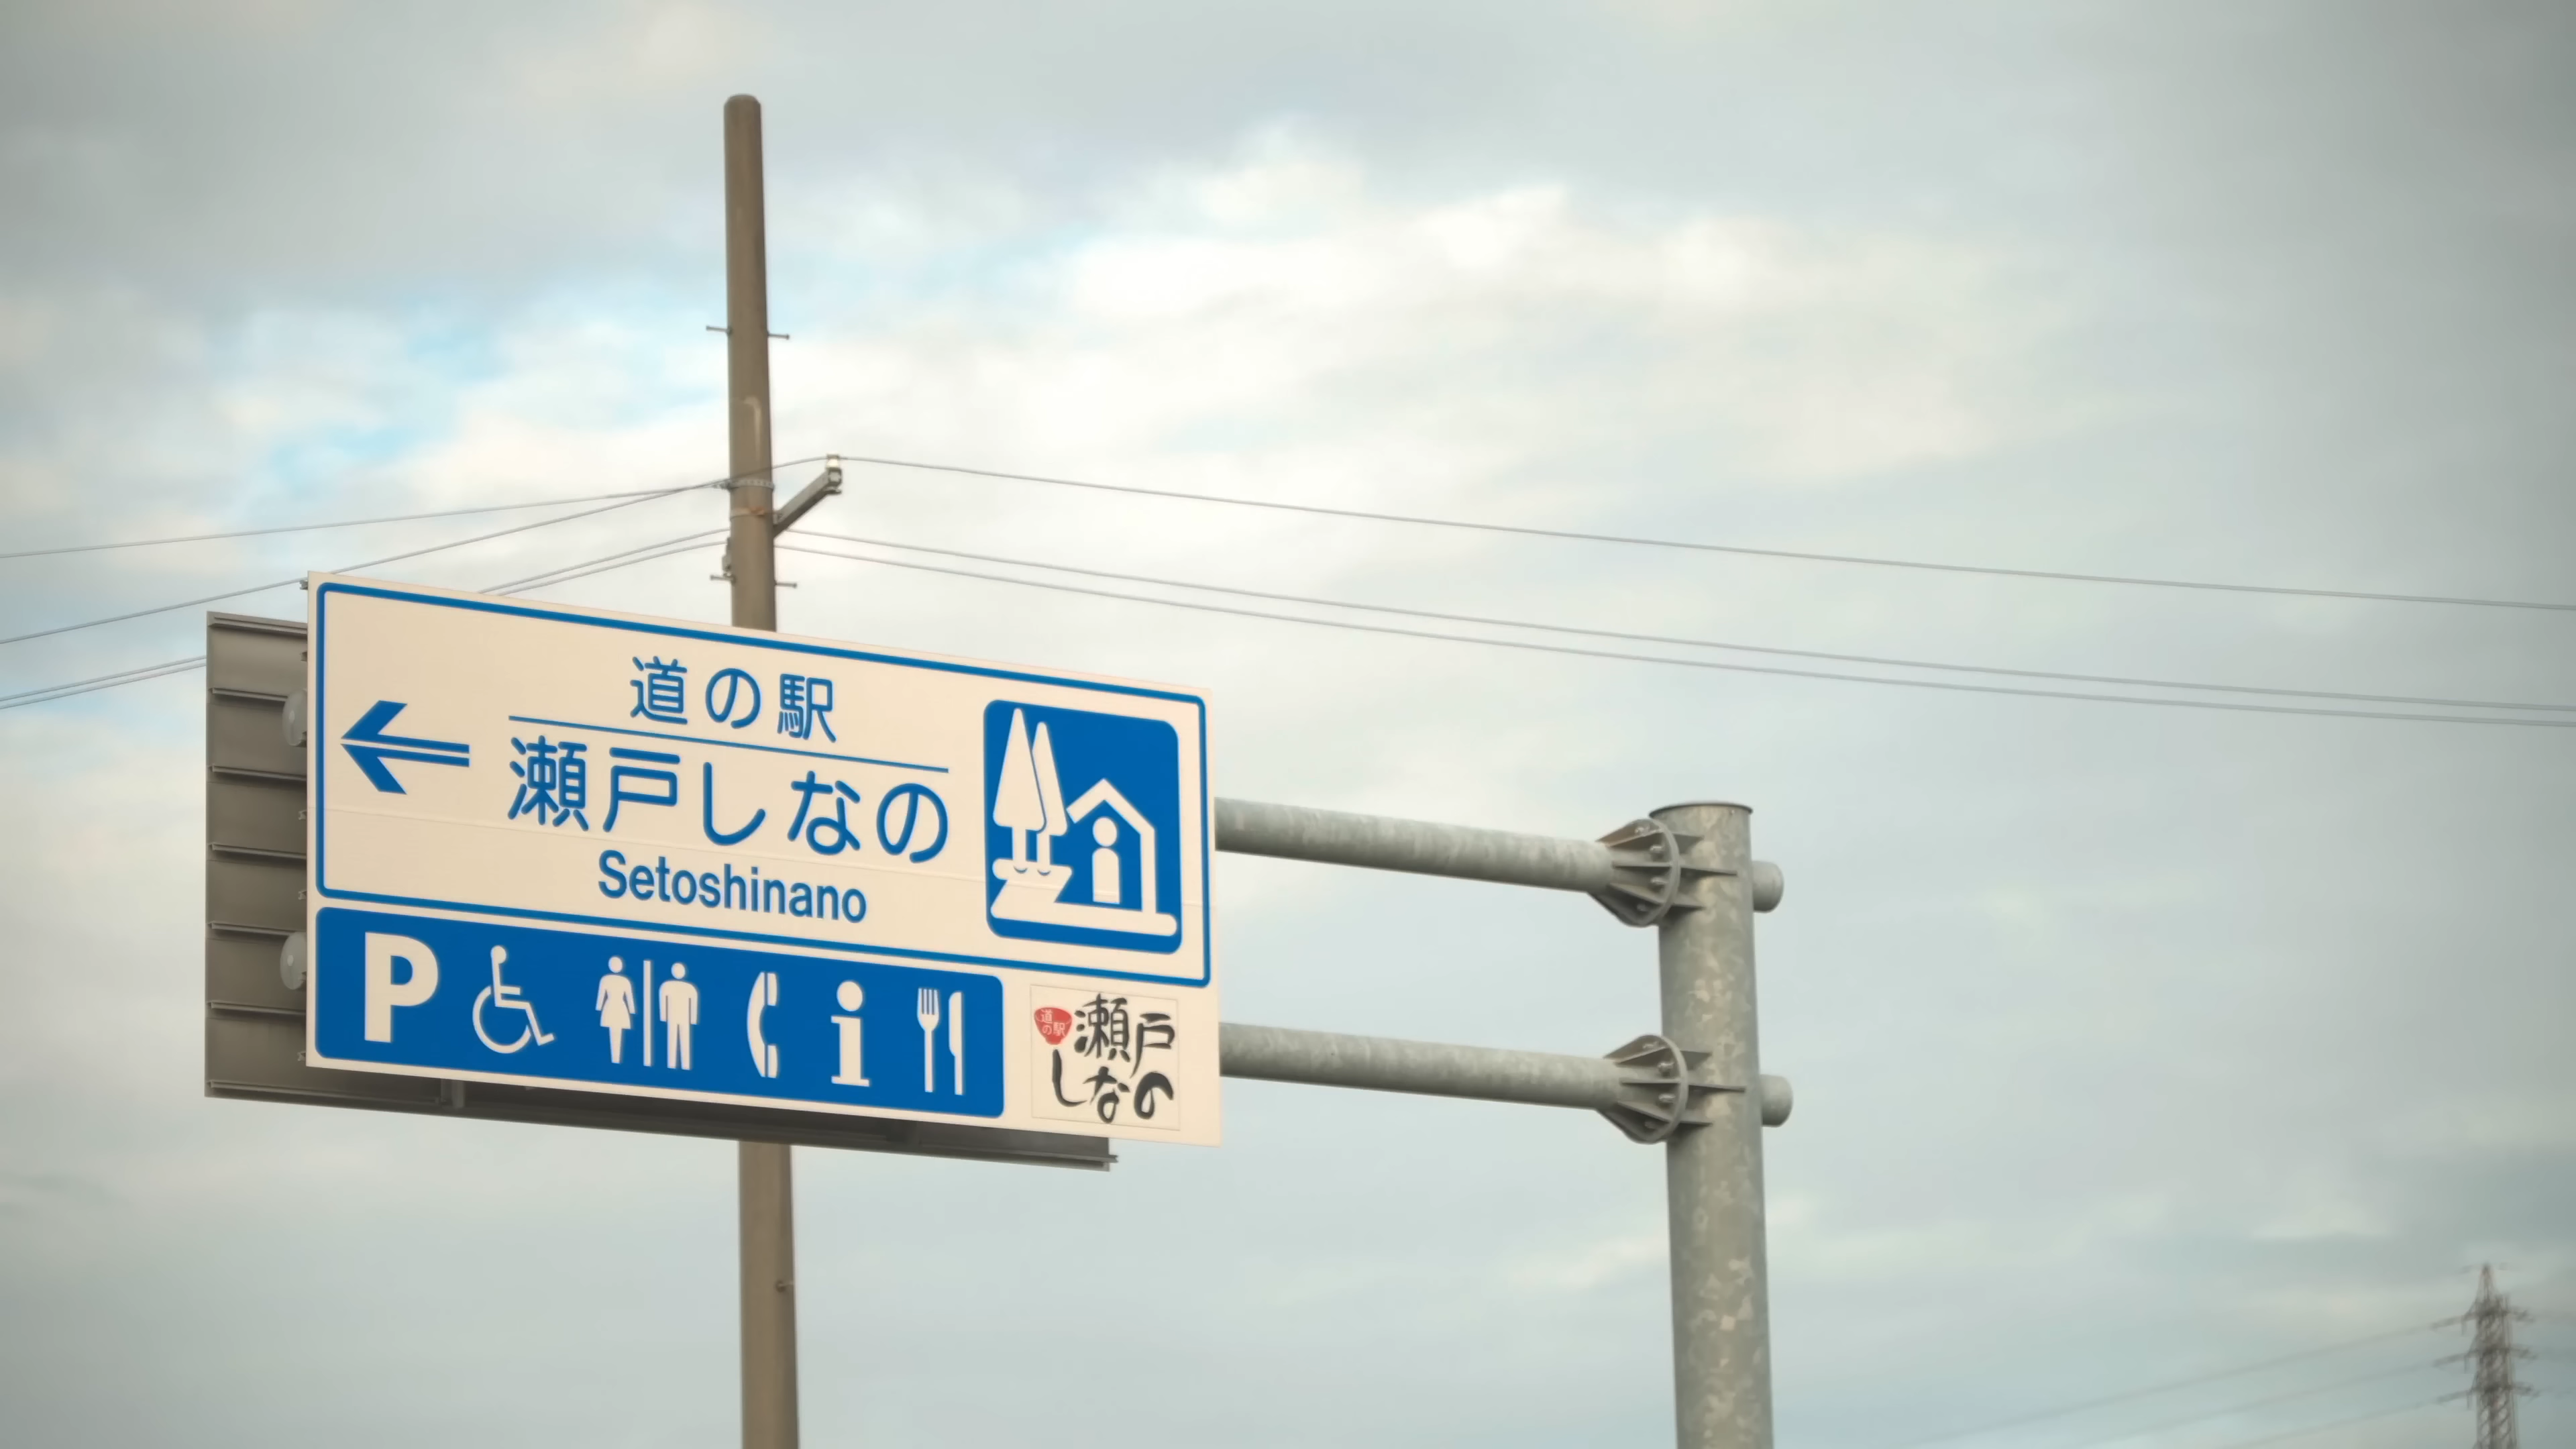 道の駅
瀬戸しなの
Setoshinano
P
道の駅
瀬戸
しなの